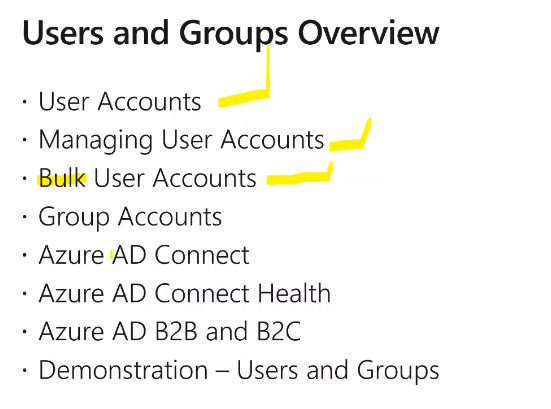 Users and Groups Overview
· User Accounts
· Managing User Accounts
· Bulk User Accounts
· Group Accounts
· Azure AD Connect
· Azure AD Connect Health
· Azure AD B2B and B2C
· Demonstration – Users and Groups